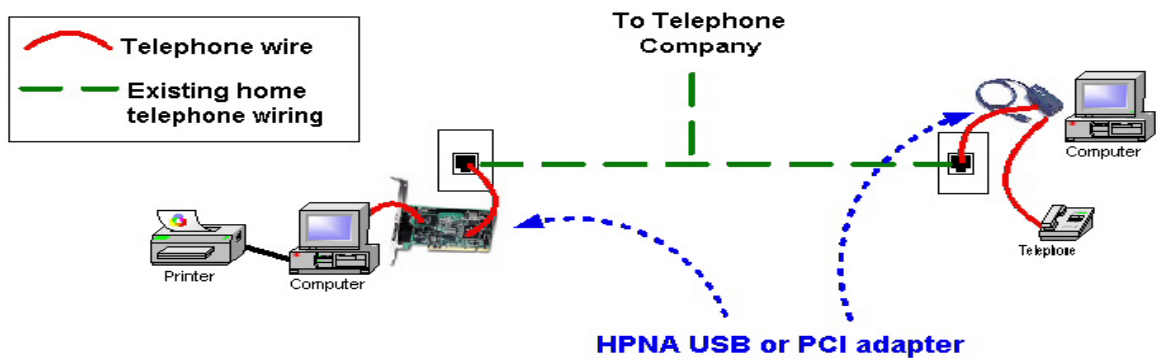 Telephone wire
Existing home
telephone wiring
To Telephone
Company
Computer
Telephone
Printer
Computer
HPNA USB or PCI adapter